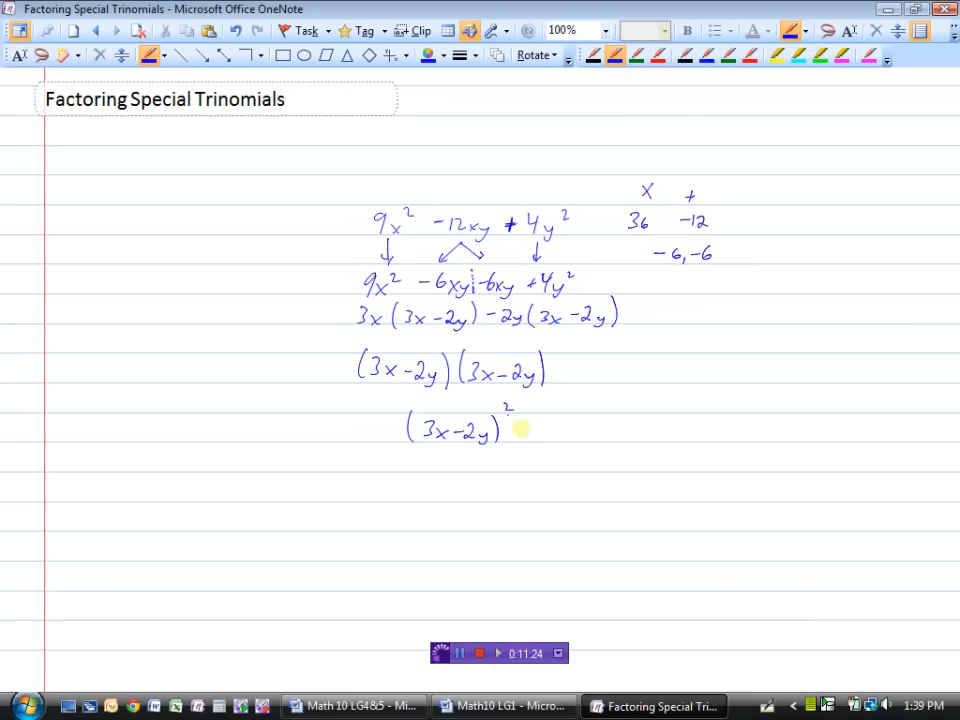 Factoring Special Trinomials - Microsoft Office OneNote
Task Tag Clip 100% B A
Rotate
Factoring Special Trinomials
x +
9x² -12xy + 4y² 36 -12
-6,-6
9x² -6xy -6xy +4y²
3x(3x-2y) -2y(3x-2y)
(3x-2y)(3x-2y)
(3x-2y)²
0:11:24
Math 10 LG4&5 - Mi... Math10 LG1 - Micro... Factoring Special Tri... 1:39 PM